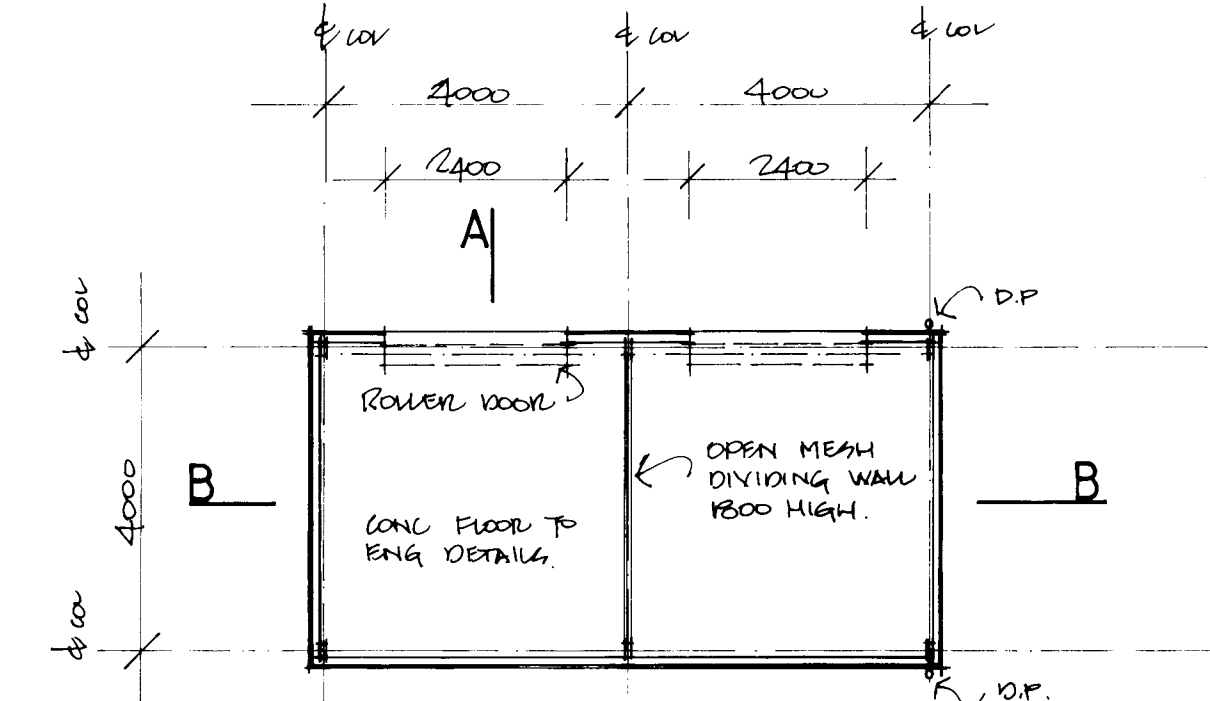 ℄ COL
℄ COL
℄ COL
4000
4000
2400
2400
A
℄ COL
D.P
ROLLER DOOR
OPEN MESH
DIVIDING WALL
1800 HIGH.
B
B
4000
CONC FLOOR TO
ENG DETAILS.
℄ COL
D.P.